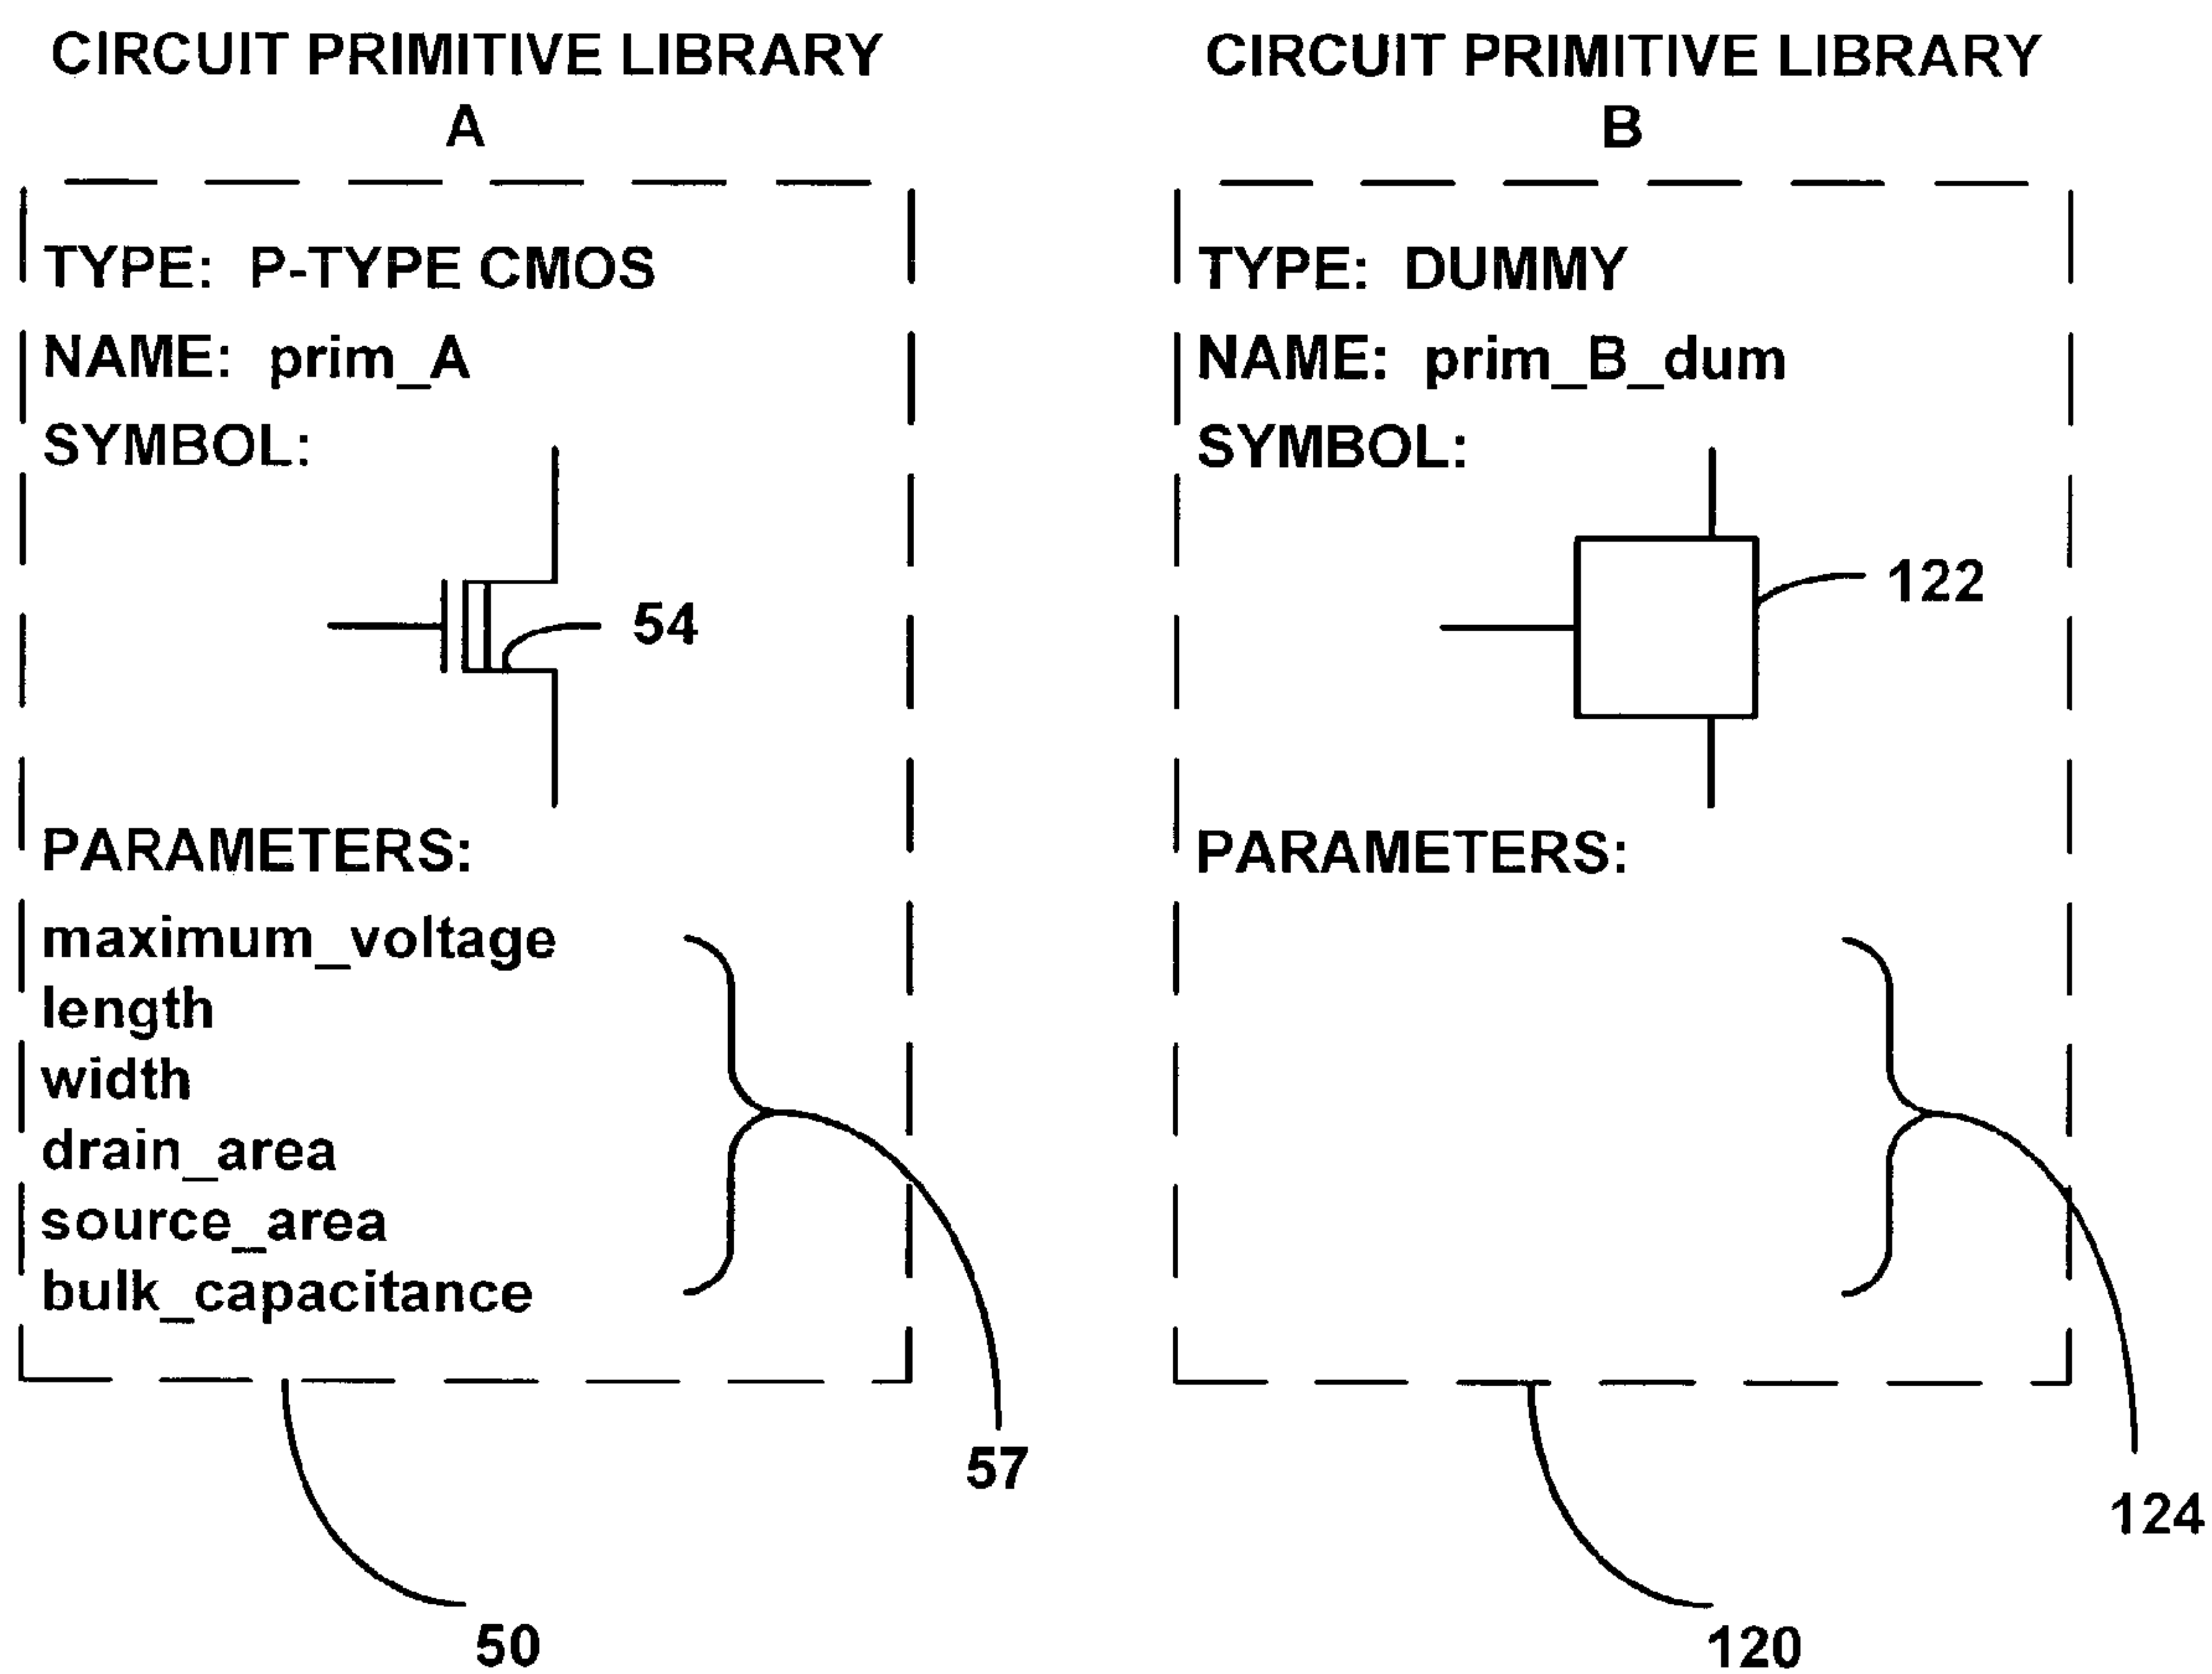 CIRCUIT PRIMITIVE LIBRARY
A
TYPE: P-TYPE CMOS
NAME: prim_A
SYMBOL:
54
PARAMETERS:
maximum_voltage
length
width
drain_area
source_area
bulk_capacitance
57
50
CIRCUIT PRIMITIVE LIBRARY
B
TYPE: DUMMY
NAME: prim_B_dum
SYMBOL:
122
PARAMETERS:
124
120